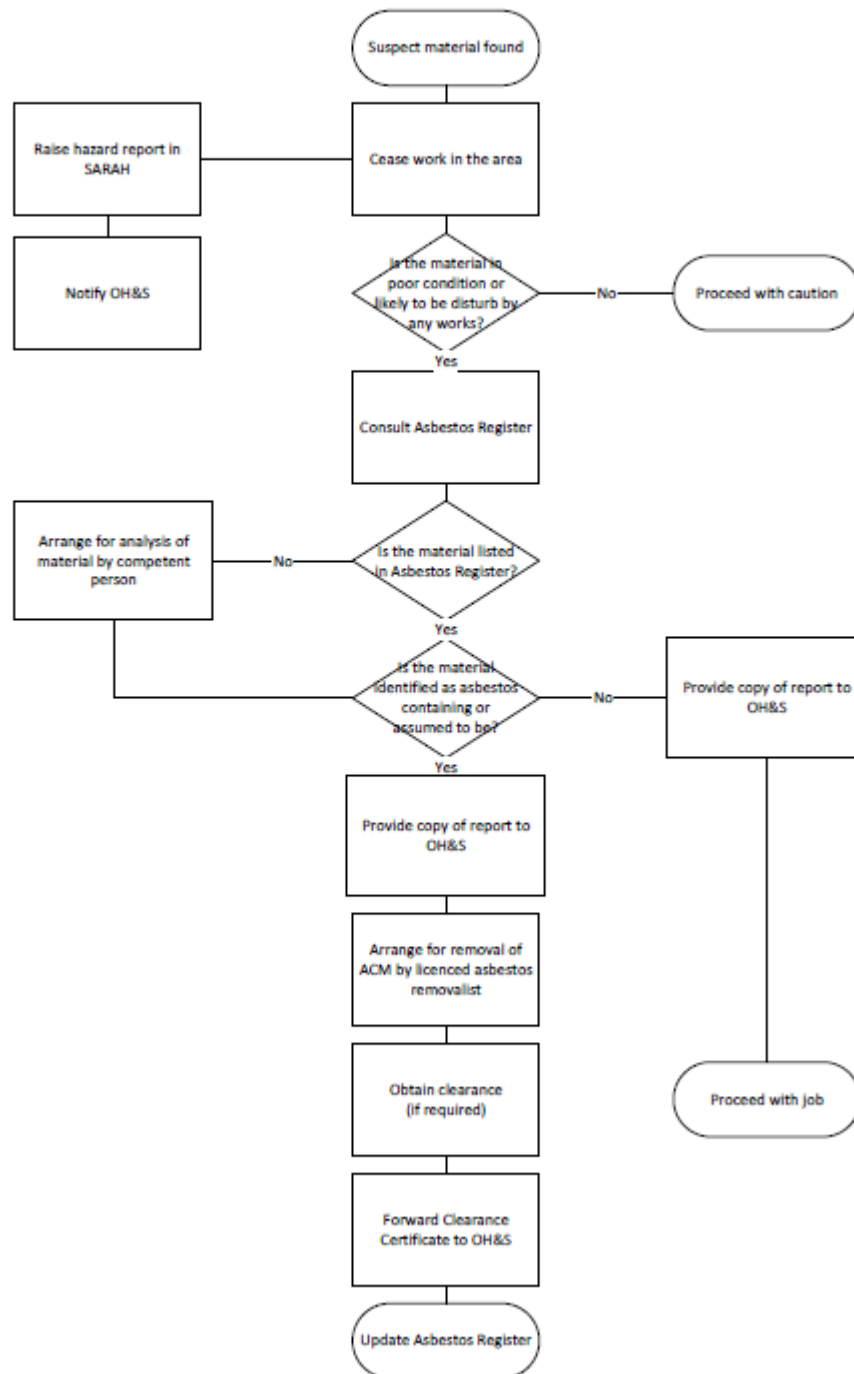 Suspect material found
Raise hazard report in
SARAH
Cease work in the area
Notify OH&S
Is the material in
poor condition or
likely to be disturb by
any works?
No
Proceed with caution
Yes
Consult Asbestos Register
Arrange for analysis of
material by competent
person
No
Is the material listed
in Asbestos Register?
Yes
Is the material
identified as asbestos
containing or
assumed to be?
No
Provide copy of report to
OH&S
Yes
Provide copy of report to
OH&S
Arrange for removal of
ACM by licenced asbestos
removalist
Obtain clearance
(if required)
Proceed with job
Forward Clearance
Certificate to OH&S
Update Asbestos Register